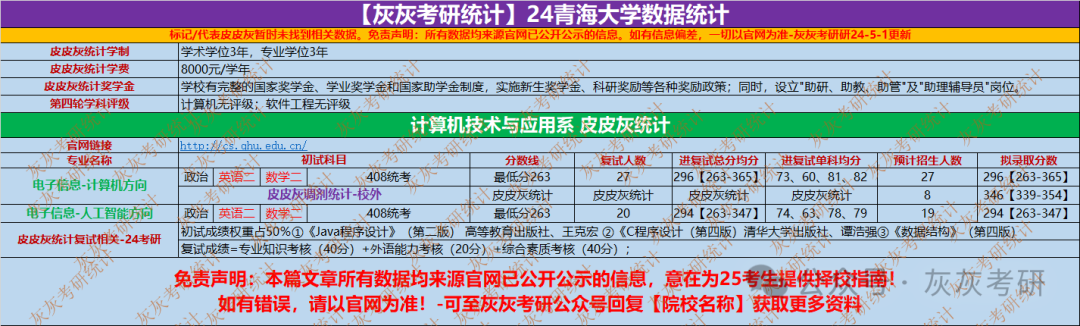 【灰灰考研统计】24青海大学数据统计
标记/代表皮皮灰暂时未找到相关数据。免责声明：所有数据均来源官网已公开公示的信息。如有信息偏差，一切以官网为准-灰灰考研研24-5-1更新
皮皮灰统计学制 学术学位3年，专业学位3年
皮皮灰统计学费 8000元/学年
皮皮灰统计奖学金 学校有完整的国家奖学金、学业奖学金和国家助学金制度，实施新生奖学金、科研奖励等各种奖励政策；同时，设立"助研、助教、助管"及"助理辅导员"岗位。
第四轮学科评级 计算机无评级；软件工程无评级
计算机技术与应用系 皮皮灰统计
官网链接 http://cs.qhu.edu.cn/
专业名称 初试科目 分数线 复试人数 进复试总分均分 进复试单科均分 预计招生人数 拟录取分数
电子信息-计算机方向 政治 英语二 数学二 408统考 最低分263 27 296【263-365】 73、60、81、82 27 296【263-365】
皮皮灰调剂统计-校外 皮皮灰统计 皮皮灰统计 皮皮灰统计 皮皮灰统计 8 346【339-354】
电子信息-人工智能方向 政治 英语二 数学二 408统考 最低分263 20 294【263-347】 74、63、78、79 19 294【263-347】
皮皮灰统计复试相关-24考研 初试成绩权重占50%①《Java程序设计》（第二版） 高等教育出版社、王克宏 ②《C程序设计（第四版）清华大学出版社、谭浩强③《数据结构》（第四版）
复试成绩=专业知识考核（40分）+外语能力考核（20分）+综合素质考核（40分）；
免责声明：本篇文章所有数据均来源官网已公开公示的信息，意在为25考生提供择校指南！
如有错误，请以官网为准！-可至灰灰考研公众号回复【院校名称】获取更多资料
公众号 · 灰灰考研